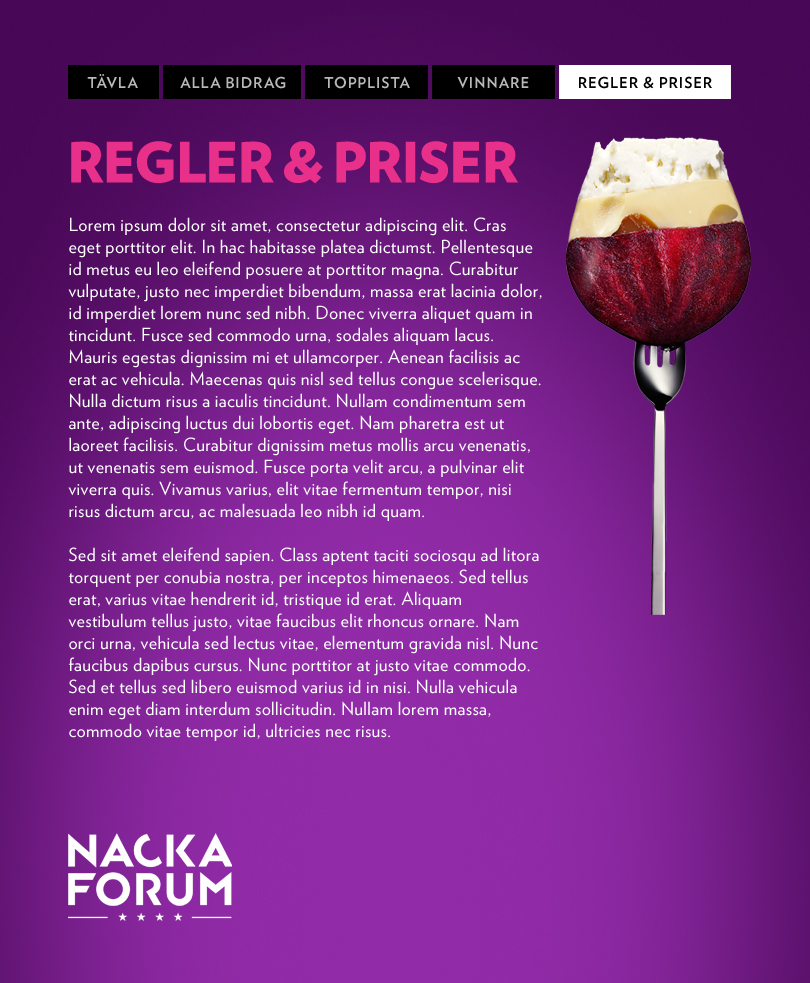 TÄVLA
ALLA BIDRAG
TOPPLISTA
VINNARE
REGLER & PRISER
REGLER & PRISER
Lorem ipsum dolor sit amet, consectetur adipiscing elit. Cras
eget porttitor elit. In hac habitasse platea dictumst. Pellentesque
id metus eu leo eleifend posuere at porttitor magna. Curabitur
vulputate, justo nec imperdiet bibendum, massa erat lacinia dolor,
id imperdiet lorem nunc sed nibh. Donec viverra aliquet quam in
tincidunt. Fusce sed commodo urna, sodales aliquam lacus.
Mauris egestas dignissim mi et ullamcorper. Aenean facilisis ac
erat ac vehicula. Maecenas quis nisl sed tellus congue scelerisque.
Nulla dictum risus a iaculis tincidunt. Nullam condimentum sem
ante, adipiscing luctus dui lobortis eget. Nam pharetra est ut
laoreet facilisis. Curabitur dignissim metus mollis arcu venenatis,
ut venenatis sem euismod. Fusce porta velit arcu, a pulvinar elit
viverra quis. Vivamus varius, elit vitae fermentum tempor, nisi
risus dictum arcu, ac malesuada leo nibh id quam.
Sed sit amet eleifend sapien. Class aptent taciti sociosqu ad litora
torquent per conubia nostra, per inceptos himenaeos. Sed tellus
erat, varius vitae hendrerit id, tristique id erat. Aliquam
vestibulum tellus justo, vitae faucibus elit rhoncus ornare. Nam
orci urna, vehicula sed lectus vitae, elementum gravida nisl. Nunc
faucibus dapibus cursus. Nunc porttitor at justo vitae commodo.
Sed et tellus sed libero euismod varius id in nisi. Nulla vehicula
enim eget diam interdum sollicitudin. Nullam lorem massa,
commodo vitae tempor id, ultricies nec risus.
NACKA
FORUM